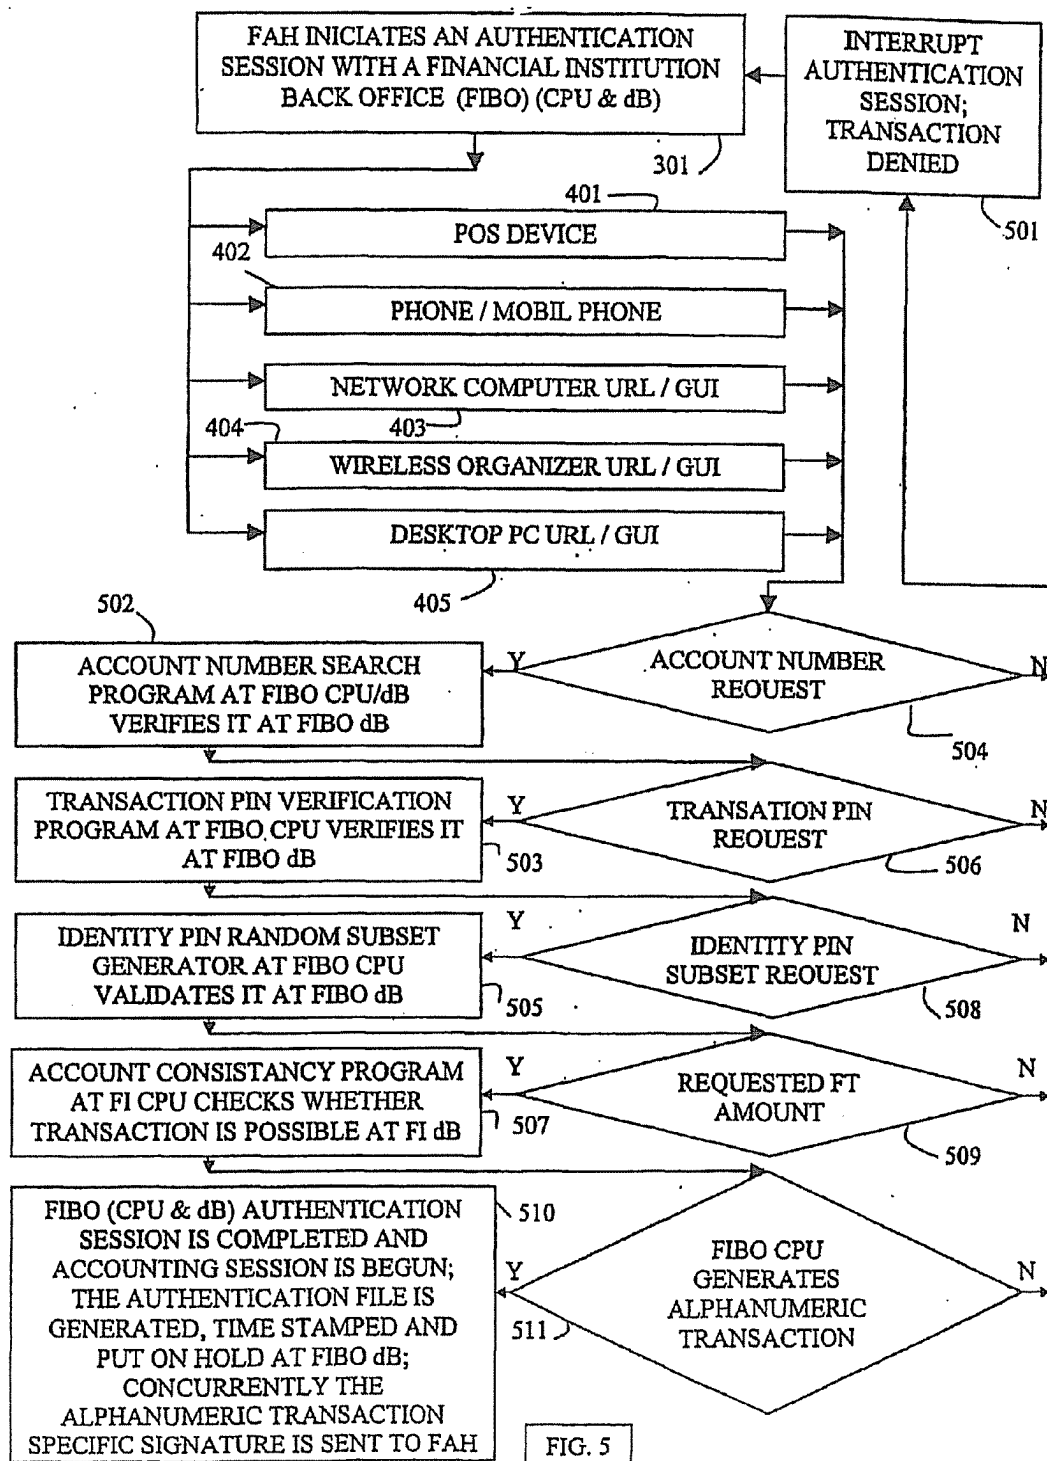 FAH INICIATES AN AUTHENTICATION
SESSION WITH A FINANCIAL INSTITUTION
BACK OFFICE (FIBO) (CPU & dB)
301
INTERRUPT
AUTHENTICATION
SESSION;
TRANSACTION
DENIED
501
401
POS DEVICE
402
PHONE / MOBIL PHONE
NETWORK COMPUTER URL / GUI
403
404
WIRELESS ORGANIZER URL / GUI
DESKTOP PC URL / GUI
405
502
ACCOUNT NUMBER SEARCH
PROGRAM AT FIBO CPU/dB
VERIFIES IT AT FIBO dB
Y
ACCOUNT NUMBER
REQUEST
N
504
TRANSACTION PIN VERIFICATION
PROGRAM AT FIBO CPU VERIFIES IT
AT FIBO dB
503
Y
TRANSATION PIN
REQUEST
N
506
IDENTITY PIN RANDOM SUBSET
GENERATOR AT FIBO CPU
VALIDATES IT AT FIBO dB
505
Y
IDENTITY PIN
SUBSET REQUEST
N
508
ACCOUNT CONSISTANCY PROGRAM
AT FI CPU CHECKS WHETHER
TRANSACTION IS POSSIBLE AT FI dB
507
Y
REQUESTED FT
AMOUNT
N
509
FIBO (CPU & dB) AUTHENTICATION
SESSION IS COMPLETED AND
ACCOUNTING SESSION IS BEGUN;
THE AUTHENTICATION FILE IS
GENERATED, TIME STAMPED AND
PUT ON HOLD AT FIBO dB;
CONCURRENTLY THE
ALPHANUMERIC TRANSACTION
SPECIFIC SIGNATURE IS SENT TO FAH
510
Y
511
FIBO CPU
GENERATES
ALPHANUMERIC
TRANSACTION
N
FIG. 5